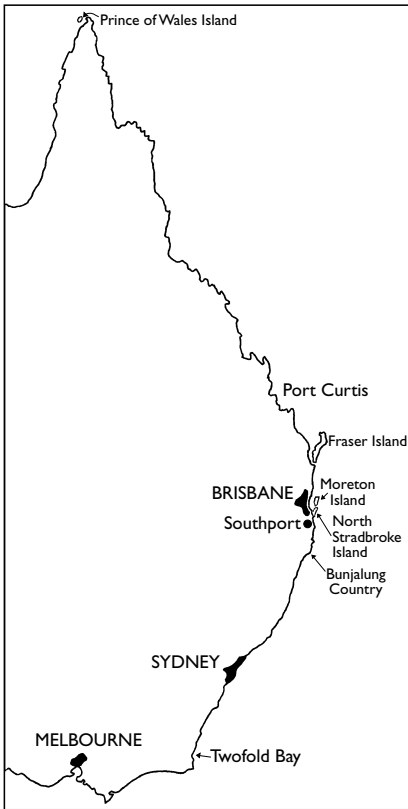 Prince of Wales Island
Port Curtis
Fraser Island
Moreton
Island
BRISBANE
Southport
North
Stradbroke
Island
Bunjalung
Country
SYDNEY
MELBOURNE
Twofold Bay